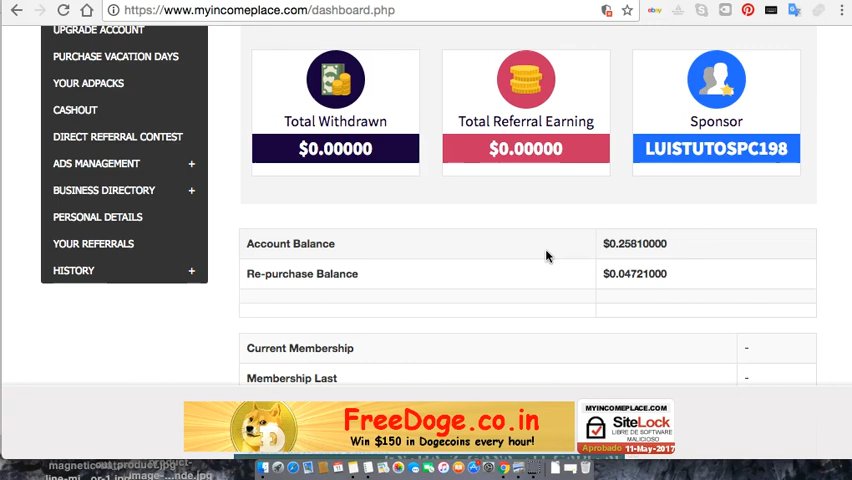 https://www.myincomeplace.com/dashboard.php
UPGRADE ACCOUNT
PURCHASE VACATION DAYS
YOUR ADPACKS
CASHOUT
DIRECT REFERRAL CONTEST
ADS MANAGEMENT +
BUSINESS DIRECTORY +
PERSONAL DETAILS
YOUR REFERRALS
HISTORY +
Total Withdrawn
$0.00000
Total Referral Earning
$0.00000
Sponsor
LUISTUTOSPC198
Account Balance $0.25810000
Re-purchase Balance $0.04721000
Current Membership -
Membership Last -
FreeDoge.co.in
Win $150 in Dogecoins every hour!
MYINCOMEPLACE.COM
SiteLock
LIBRE DE SOFTWARE
MALICIOSO
Aprobado 11-May-2017